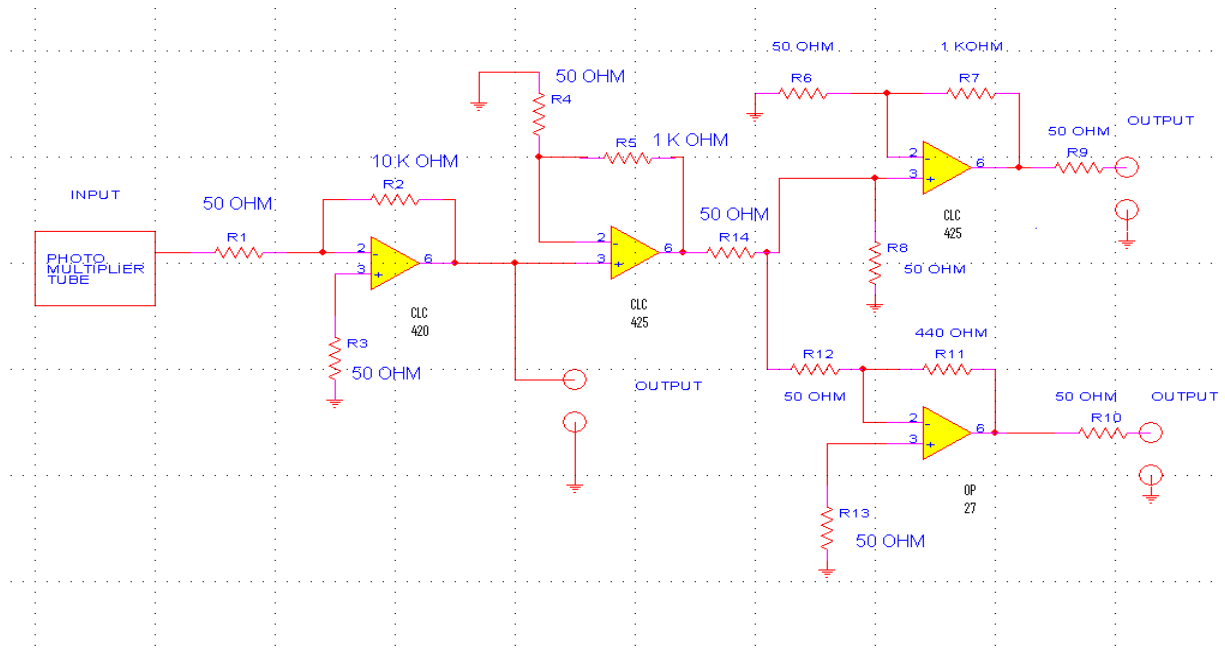 50 OHM
1 KOHM
R6
R7
50 OHM
R4
OUTPUT
50 OHM
R5
1 K OHM
R9
2
-
6
3
+
10 K OHM
R2
INPUT
50 OHM
R1
50 OHM
R14
CLC
425
PHOTO
MULTIPLIER
TUBE
2
-
6
3
+
2
-
6
3
+
R8
50 OHM
CLC
420
CLC
425
R3
50 OHM
440 OHM
R12
R11
OUTPUT
50 OHM
50 OHM
OUTPUT
R10
2
-
6
3
+
OP
27
R13
50 OHM